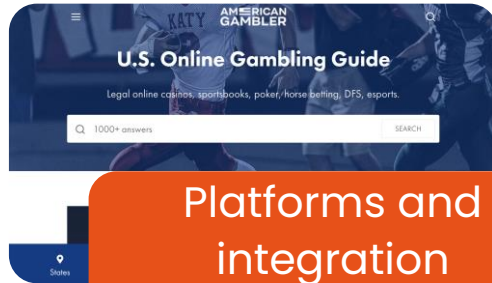 KATY
AMERICAN
GAMBLER
U.S. Online Gambling Guide
Legal online casinos, sportsbooks, poker, horse betting, DFS, esports.
1000+ answers
SEARCH
Platforms and
integration
States